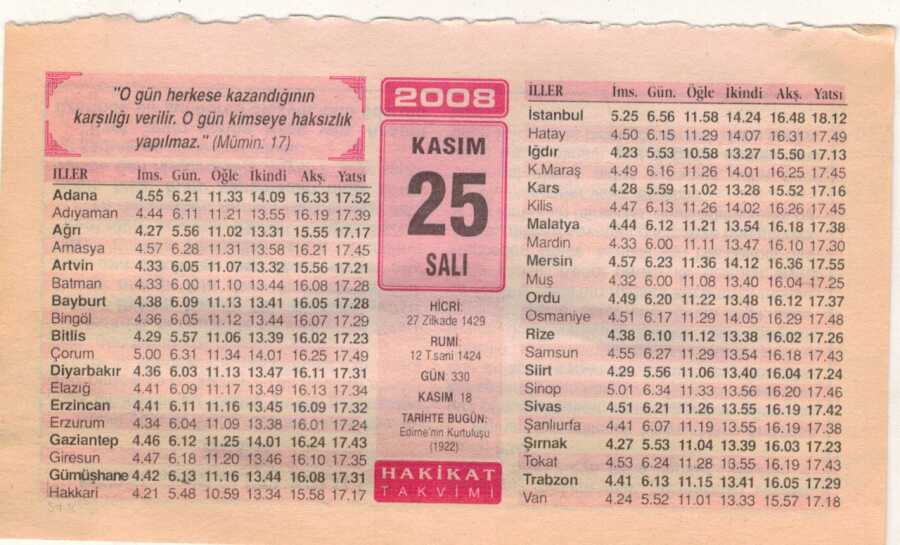 "O gün herkese kazandığının
karşılığı verilir. O gün kimseye haksızlık
yapılmaz." (Mümin. 17)
İLLER İms. Gün. Öğle İkindi Akş. Yatsı
Adana 4.55 6.21 11.33 14.09 16.33 17.52
Adıyaman 4.44 6.11 11.21 13.55 16.19 17.39
Ağrı 4.27 5.56 11.02 13.31 15.55 17.17
Amasya 4.57 6.28 11.31 13.58 16.21 17.45
Artvin 4.33 6.05 11.07 13.32 15.56 17.21
Batman 4.33 6.00 11.10 13.44 16.08 17.28
Bayburt 4.38 6.09 11.13 13.41 16.05 17.28
Bingöl 4.36 6.05 11.12 13.44 16.07 17.29
Bitlis 4.29 5.57 11.06 13.39 16.02 17.23
Çorum 5.00 6.31 11.34 14.01 16.25 17.49
Diyarbakır 4.36 6.03 11.13 13.47 16.11 17.31
Elazığ 4.41 6.09 11.17 13.49 16.13 17.34
Erzincan 4.41 6.11 11.16 13.45 16.09 17.32
Erzurum 4.34 6.04 11.09 13.38 16.01 17.24
Gaziantep 4.46 6.12 11.25 14.01 16.24 17.43
Giresun 4.47 6.18 11.20 13.46 16.10 17.35
Gümüşhane 4.42 6.13 11.16 13.44 16.08 17.31
Hakkari 4.21 5.48 10.59 13.34 15.58 17.17
2008
KASIM
25
SALI
HİCRİ:
27 Zilkade 1429
RUMİ:
12 T.sani 1424
GÜN: 330
KASIM: 18
TARİHTE BUGÜN:
Edirne'nin Kurtuluşu
(1922)
HAKİKAT
TAKVİMİ
İLLER İms. Gün. Öğle İkindi Akş. Yatsı
İstanbul 5.25 6.56 11.58 14.24 16.48 18.12
Hatay 4.50 6.15 11.29 14.07 16.31 17.49
Iğdır 4.23 5.53 10.58 13.27 15.50 17.13
K.Maraş 4.49 6.16 11.26 14.01 16.25 17.45
Kars 4.28 5.59 11.02 13.28 15.52 17.16
Kilis 4.47 6.13 11.26 14.02 16.26 17.45
Malatya 4.44 6.12 11.21 13.54 16.18 17.38
Mardin 4.33 6.00 11.11 13.47 16.10 17.30
Mersin 4.57 6.23 11.36 14.12 16.36 17.55
Muş 4.32 6.00 11.08 13.40 16.04 17.25
Ordu 4.49 6.20 11.22 13.48 16.12 17.37
Osmaniye 4.51 6.17 11.29 14.05 16.29 17.48
Rize 4.38 6.10 11.12 13.38 16.02 17.26
Samsun 4.55 6.27 11.29 13.54 16.18 17.43
Siirt 4.29 5.56 11.06 13.40 16.04 17.24
Sinop 5.01 6.34 11.33 13.56 16.20 17.46
Sivas 4.51 6.21 11.26 13.55 16.19 17.42
Şanlıurfa 4.41 6.07 11.19 13.55 16.19 17.38
Şırnak 4.27 5.53 11.04 13.39 16.03 17.23
Tokat 4.53 6.24 11.28 13.55 16.19 17.43
Trabzon 4.41 6.13 11.15 13.41 16.05 17.29
Van 4.24 5.52 11.01 13.33 15.57 17.18